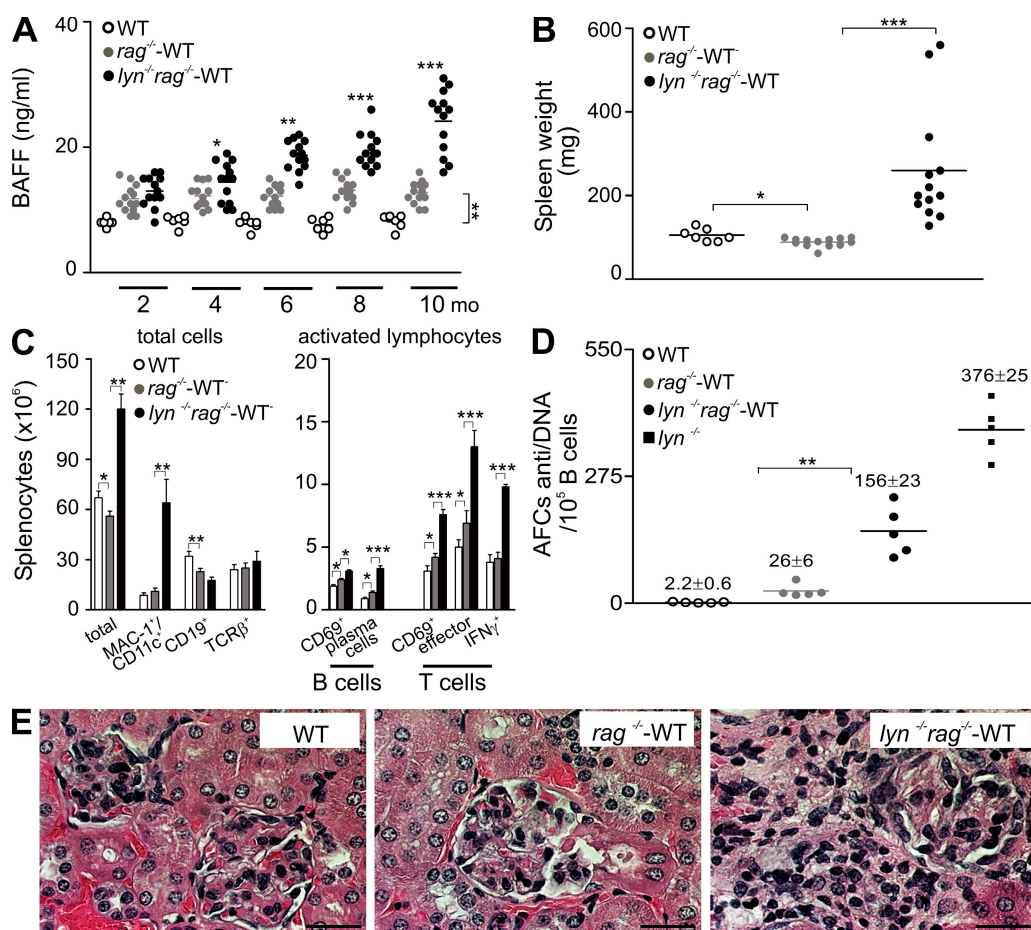 A
40
20
0
BAFF (ng/ml)
WT
rag-/--WT
lyn-/-rag-/--WT
*
**
***
***
**
2 4 6 8 10 mo
B
600
400
200
0
Spleen weight
(mg)
WT
rag-/--WT-
lyn-/-rag-/--WT
*
***
C
total cells
150
120
90
60
30
0
Splenocytes (x10⁶)
WT
rag-/--WT-
lyn-/-rag-/--WT-
*
**
**
**
total
MAC-1+/
CD11c+
CD19+
TCRβ+
activated lymphocytes
20
15
10
5
0
*
*
*
***
*
***
*
***
***
CD69+
plasma
cells
CD69+
effector
IFNγ+
B cells
T cells
D
550
275
0
AFCs anti/DNA
/10⁵ B cells
WT
rag-/--WT
lyn-/-rag-/--WT
lyn-/-
2.2±0.6
26±6
**
156±23
376±25
E
WT
rag-/--WT
lyn-/-rag-/--WT